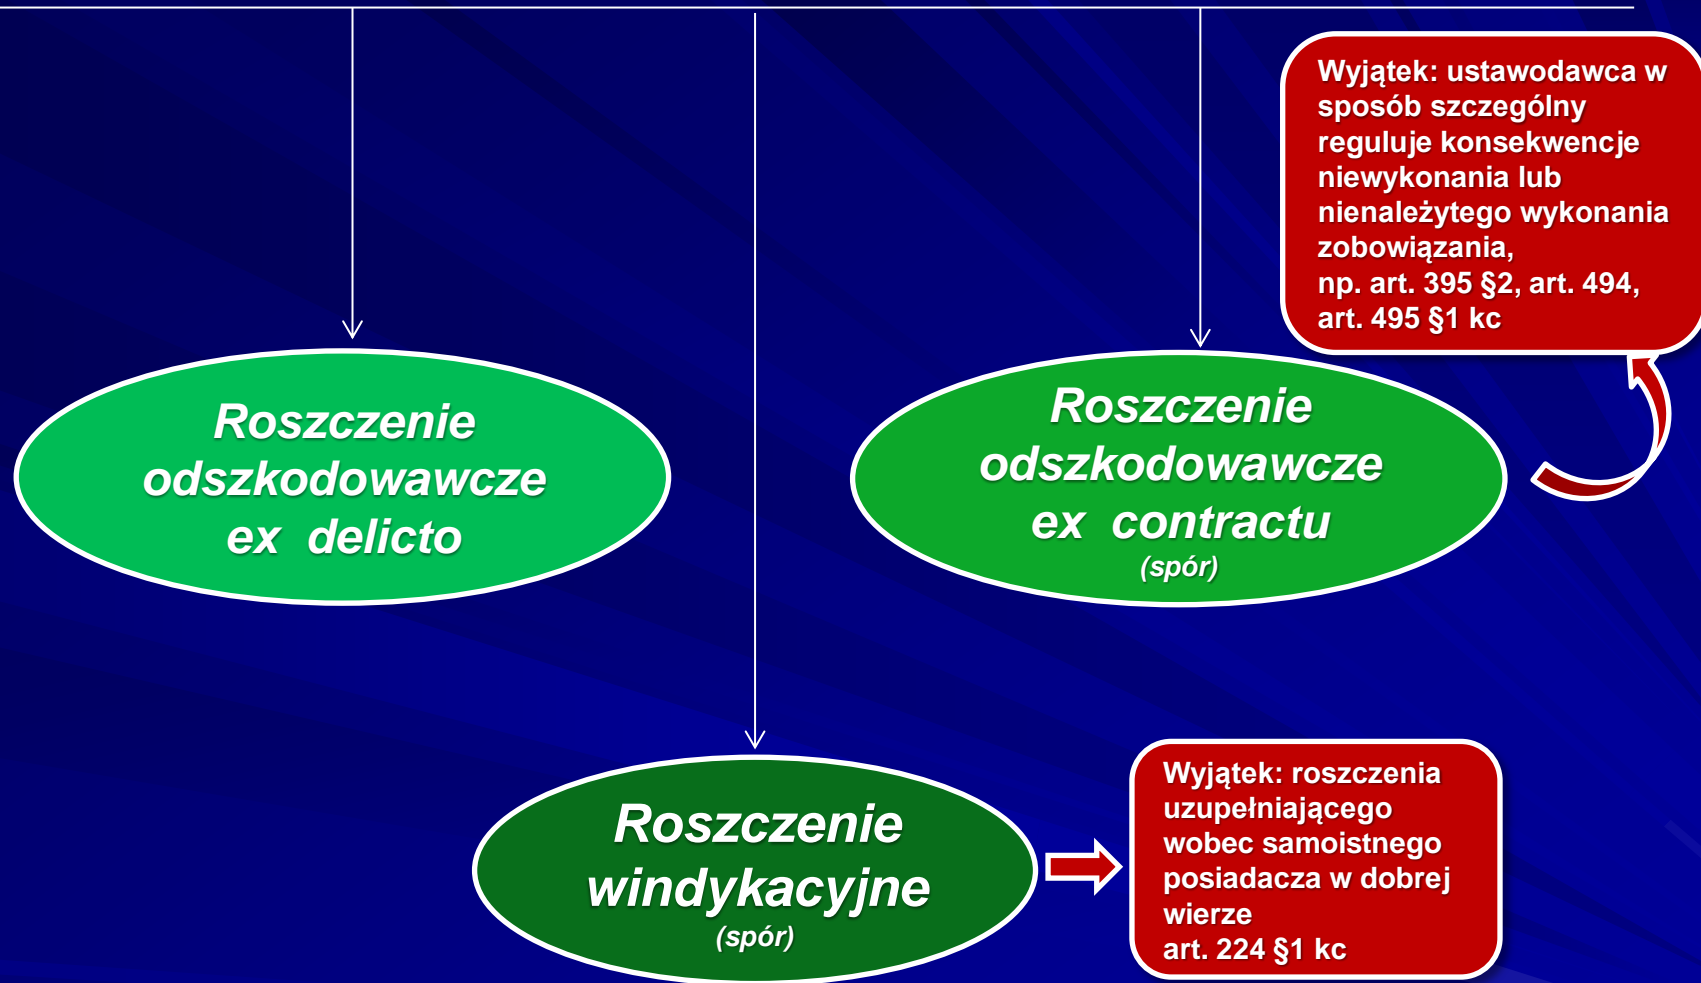 Wyjątek: ustawodawca w
sposób szczególny
reguluje konsekwencje
niewykonania lub
nienależytego wykonania
zobowiązania,
np. art. 395 §2, art. 494,
art. 495 §1 kc
Roszczenie
odszkodowawcze
ex delicto
Roszczenie
odszkodowawcze
ex contractu
(spór)
Roszczenie
windykacyjne
(spór)
Wyjątek: roszczenia
uzupełniającego
wobec samoistnego
posiadacza w dobrej
wierze
art. 224 §1 kc